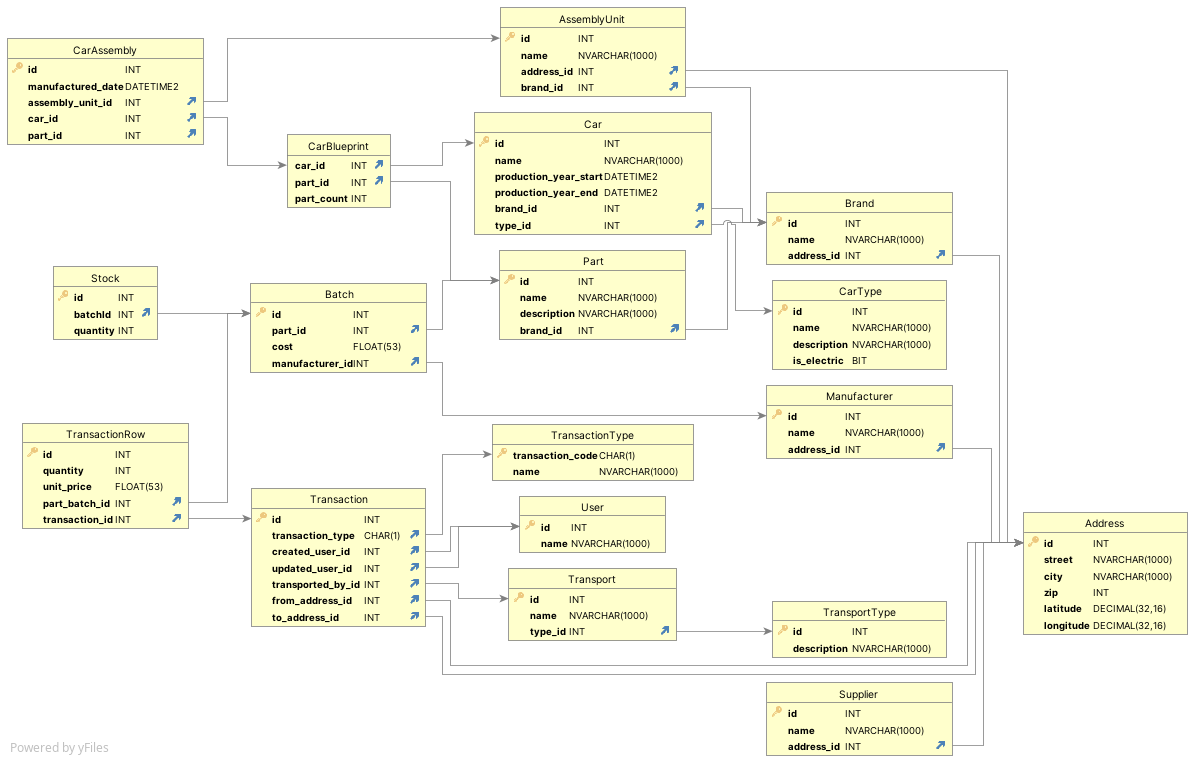 AssemblyUnit
id INT
name NVARCHAR(1000)
address_id INT
brand_id INT
CarAssembly
id INT
manufactured_date DATETIME2
assembly_unit_id INT
car_id INT
part_id INT
Car
id INT
name NVARCHAR(1000)
production_year_start DATETIME2
production_year_end DATETIME2
brand_id INT
type_id INT
CarBlueprint
car_id INT
part_id INT
part_count INT
Brand
id INT
name NVARCHAR(1000)
address_id INT
Part
id INT
name NVARCHAR(1000)
description NVARCHAR(1000)
brand_id INT
Stock
id INT
batchId INT
quantity INT
Batch
id INT
part_id INT
cost FLOAT(53)
manufacturer_id INT
CarType
id INT
name NVARCHAR(1000)
description NVARCHAR(1000)
is_electric BIT
Manufacturer
id INT
name NVARCHAR(1000)
address_id INT
TransactionRow
id INT
quantity INT
unit_price FLOAT(53)
part_batch_id INT
transaction_id INT
TransactionType
transaction_code CHAR(1)
name NVARCHAR(1000)
Transaction
id INT
transaction_type CHAR(1)
created_user_id INT
updated_user_id INT
transported_by_id INT
from_address_id INT
to_address_id INT
User
id INT
name NVARCHAR(1000)
Address
id INT
street NVARCHAR(1000)
city NVARCHAR(1000)
zip INT
latitude DECIMAL(32,16)
longitude DECIMAL(32,16)
Transport
id INT
name NVARCHAR(1000)
type_id INT
TransportType
id INT
description NVARCHAR(1000)
Supplier
id INT
name NVARCHAR(1000)
address_id INT
Powered by yFiles